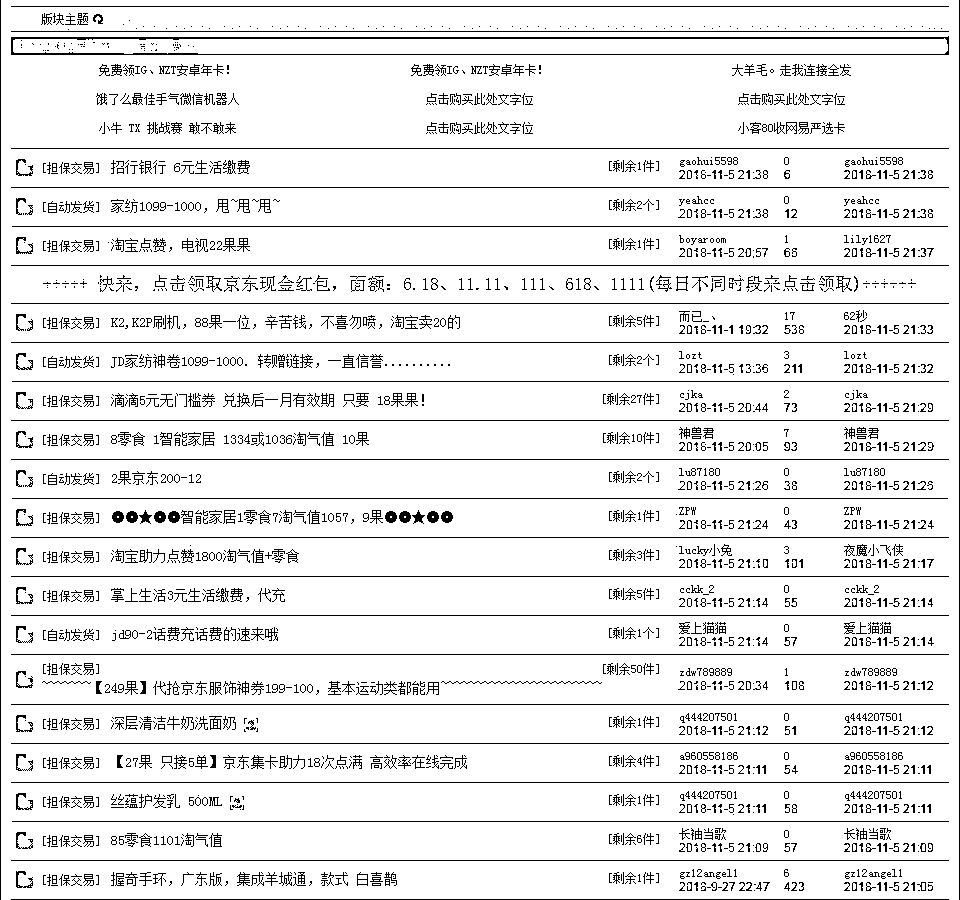 版块主题
免费领IG、NZT安卓年卡! 免费领IG、NZT安卓年卡! 大羊毛。走我连接全发
饿了么最佳手气微信机器人 点击购买此处文字位 点击购买此处文字位
小牛 TX 挑战赛 敢不敢来 点击购买此处文字位 小客80收网易严选卡
[担保交易] 招行银行 6元生活缴费 [剩余1件] gaohui5598 0 gaohui5598
2018-11-5 21:38 6 2018-11-5 21:38
[自动发货] 家纺1099-1000，甩~甩~甩~ [剩余2个] yeahcc 0 yeahcc
2018-11-5 21:38 12 2018-11-5 21:38
[担保交易] 淘宝点赞，电视22果果 [剩余1件] boyaroom 1 lily1627
2018-11-5 20:57 66 2018-11-5 21:37
÷÷÷÷÷ 快来，点击领取京东现金红包，面额：6.18、11.11、111、618、1111(每日不同时段来点击领取)÷÷÷÷÷÷
[担保交易] K2,K2P刷机，88果一位，辛苦钱，不喜勿喷，淘宝卖20的 [剩余5件] 而已_丶 17 62秒
2018-11-1 19:32 538 2018-11-5 21:33
[自动发货] JD家纺神卷1099-1000. 转赠链接，一直信誉.......... [剩余2个] lozt 3 lozt
2018-11-5 13:36 211 2018-11-5 21:32
[担保交易] 滴滴5元无门槛券 兑换后一月有效期 只要 18果果! [剩余27件] cjka 2 cjka
2018-11-5 20:44 73 2018-11-5 21:29
[担保交易] 8零食 1智能家居 1334或1036淘气值 10果 [剩余10件] 神兽君 7 神兽君
2018-11-5 20:05 93 2018-11-5 21:29
[自动发货] 2果京东200-12 [剩余2个] lu87180 0 lu87180
2018-11-5 21:26 38 2018-11-5 21:26
[担保交易] ✪✪★✪✪智能家居1零食7淘气值1057，9果✪✪★✪✪ [剩余1件] ZPW 0 ZPW
2018-11-5 21:24 43 2018-11-5 21:24
[担保交易] 淘宝助力点赞1800淘气值+零食 [剩余3件] lucky小兔 3 夜魔小飞侠
2018-11-5 21:10 101 2018-11-5 21:17
[担保交易] 掌上生活3元生活缴费，代充 [剩余5件] cckk_2 0 cckk_2
2018-11-5 21:14 55 2018-11-5 21:14
[自动发货] jd90-2话费充话费的速来哦 [剩余1个] 爱上猫猫 0 爱上猫猫
2018-11-5 21:14 57 2018-11-5 21:14
[担保交易] [剩余50件] zdw789889 1 zdw789889
~~~~~~~【249果】代抢京东服饰神券199-100，基本运动类都能用~~~~~~~~~~~~~~~~~~~~~~~ 2018-11-5 20:34 108 2018-11-5 21:12
[担保交易] 深层清洁牛奶洗面奶 [剩余1件] q444207501 0 q444207501
2018-11-5 21:12 51 2018-11-5 21:12
[担保交易] 【27果 只接5单】京东集卡助力18次点满 高效率在线完成 [剩余4件] a960558186 0 a960558186
2018-11-5 21:11 54 2018-11-5 21:11
[担保交易] 丝蕴护发乳 500ML [剩余1件] q444207501 0 q444207501
2018-11-5 21:11 58 2018-11-5 21:11
[担保交易] 85零食1101淘气值 [剩余6件] 长袖当歌 0 长袖当歌
2018-11-5 21:09 57 2018-11-5 21:09
[担保交易] 握奇手环，广东版，集成羊城通，款式 白喜鹊 [剩余1件] gz12angel1 6 gz12angel1
2018-9-27 22:47 423 2018-11-5 21:05